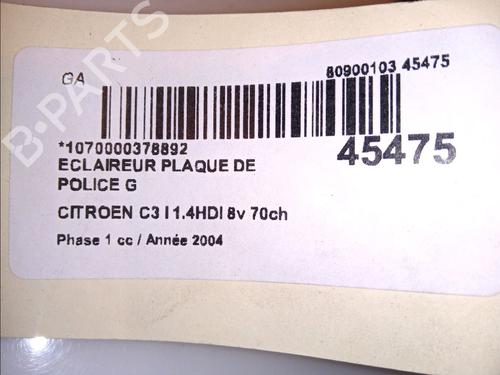 GA
80900103 45475
*1070000378892
45475
ECLAIREUR PLAQUE DE
POLICE G
CITROEN C3 I 1.4HDI 8v 70ch
Phase 1 cc / Année 2004
B-PARTS